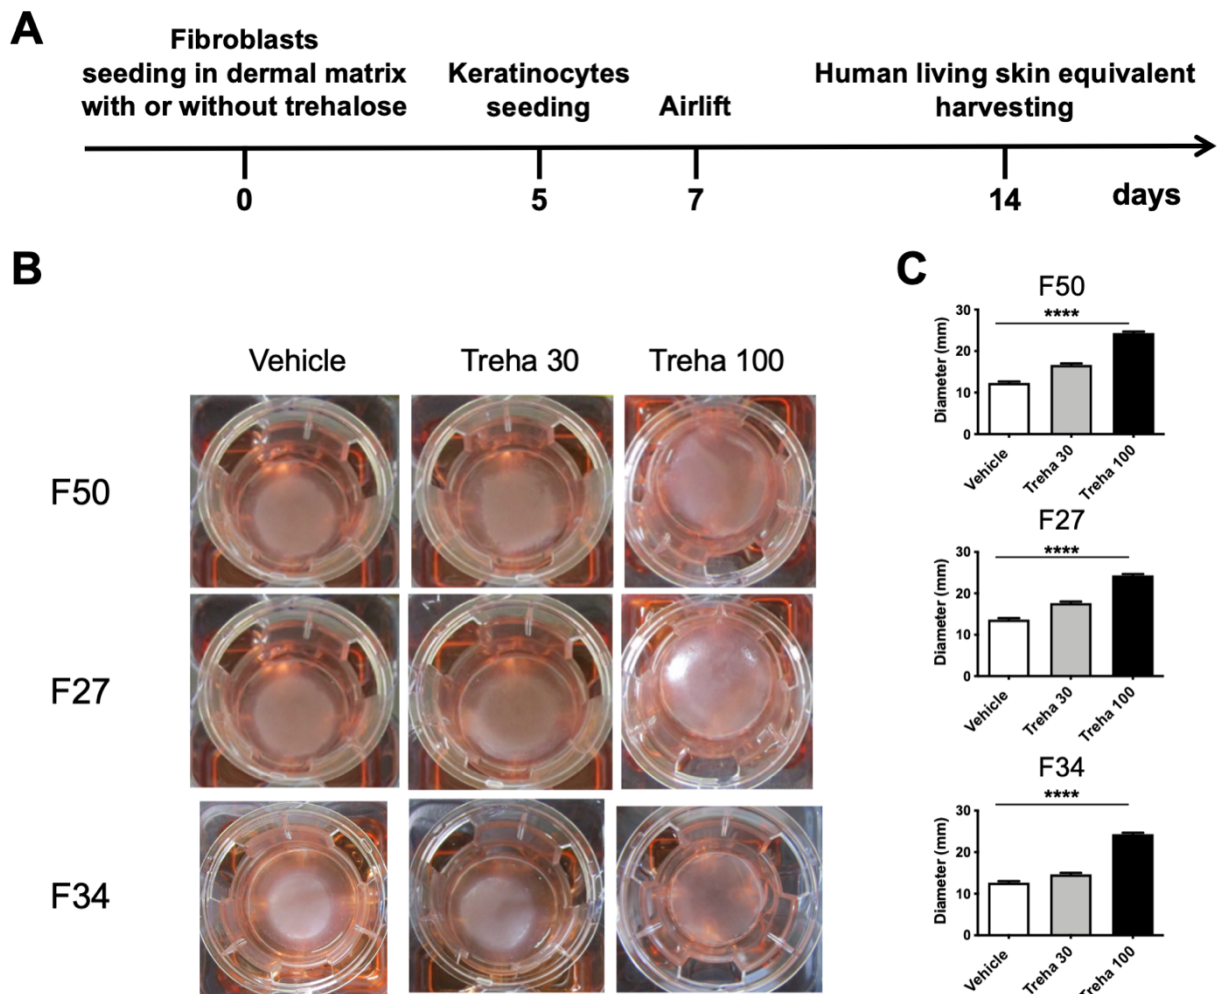 A
Fibroblasts
seeding in dermal matrix
with or without trehalose
Keratinocytes
seeding
Airlift
Human living skin equivalent
harvesting
0
5
7
14
days
B
Vehicle
Treha 30
Treha 100
F50
F27
F34
C
F50
****
Diameter (mm)
30
20
10
0
Vehicle
Treha 30
Treha 100
F27
****
Diameter (mm)
30
20
10
0
Vehicle
Treha 30
Treha 100
F34
****
Diameter (mm)
30
20
10
0
Vehicle
Treha 30
Treha 100